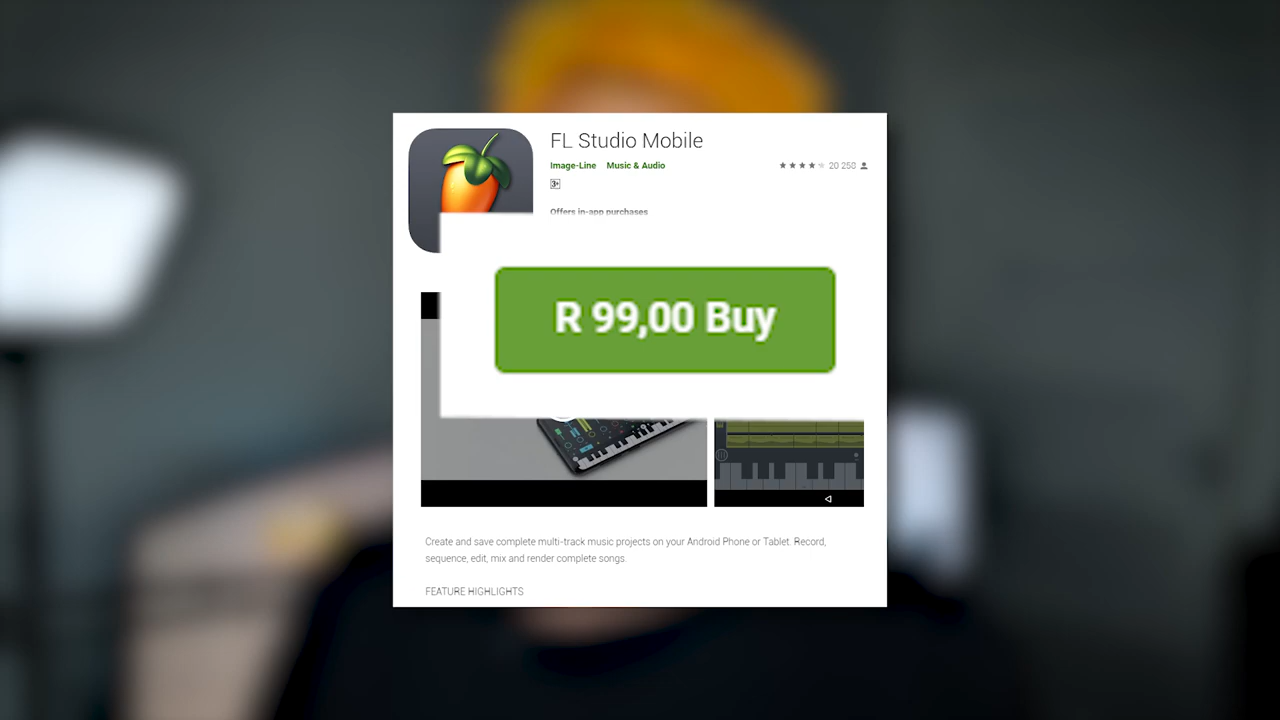 FL Studio Mobile
Image-Line Music & Audio 20 258
3+
Offers in-app purchases
R 99,00 Buy
Create and save complete multi-track music projects on your Android Phone or Tablet. Record,
sequence, edit, mix and render complete songs.
FEATURE HIGHLIGHTS